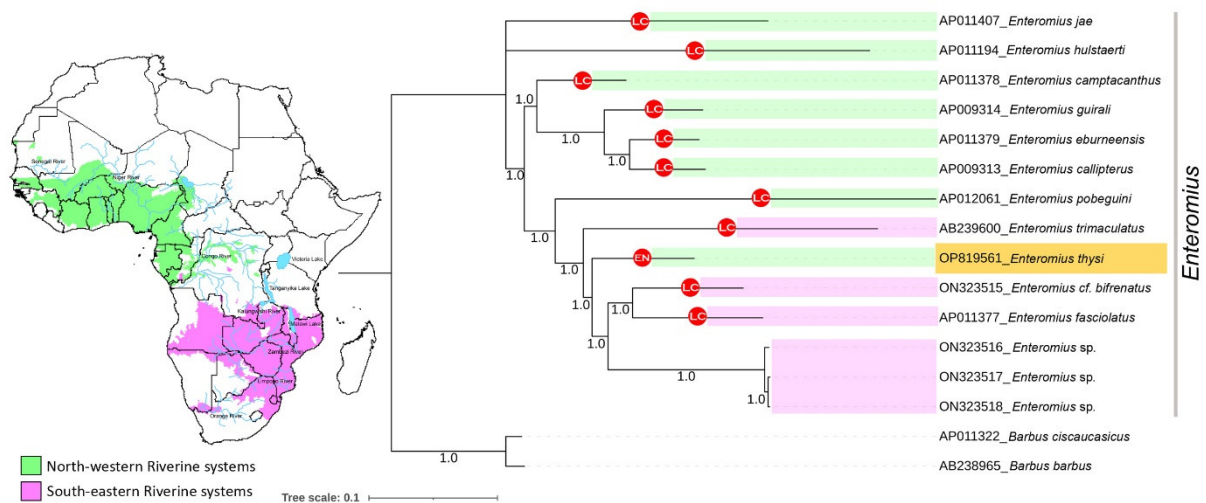 Senegal River
Niger River
Congo River
Victoria Lake
Tanganyika Lake
Kalungwishi River
Malawi Lake
Zambezi River
Limpopo River
Orange River
North-western Riverine systems
South-eastern Riverine systems
Tree scale: 0.1
LC AP011407_Enteromius jae
LC AP011194_Enteromius hulstaerti
LC AP011378_Enteromius camptacanthus
1.0
LC AP009314_Enteromius guirali
1.0
LC AP011379_Enteromius eburneensis
1.0
LC AP009313_Enteromius callipterus
1.0
LC AP012061_Enteromius pobeguini
LC AB239600_Enteromius trimaculatus
1.0
EN OP819561_Enteromius thysi
1.0
LC ON323515_Enteromius cf. bifrenatus
1.0
1.0
LC AP011377_Enteromius fasciolatus
1.0
ON323516_Enteromius sp.
1.0
ON323517_Enteromius sp.
1.0
ON323518_Enteromius sp.
AP011322_Barbus ciscaucasicus
1.0
AB238965_Barbus barbus
Enteromius